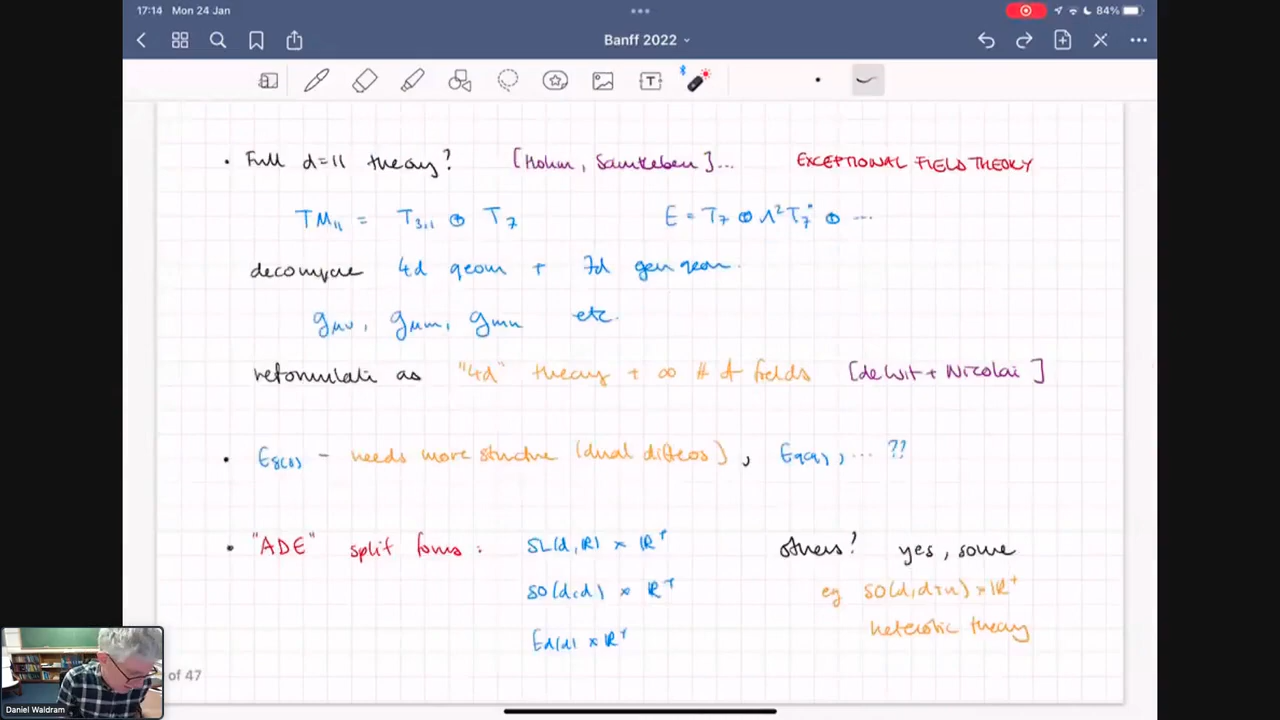 17:14 Mon 24 Jan
84%
Banff 2022
T
• Full d=11 theory? [Hohm, Samtleben]... EXCEPTIONAL FIELD THEORY
TM₁₁ = T₃,₁ ⊕ T₇ E = T₇ ⊕ Λ²T₇* ⊕ ...
decompose 4d geom + 7d gen geom.
gμν, gμm, gmn etc.
reformulate as "4d" theory + ∞ # of fields [de Wit + Nicolai]
• E₈₍₈₎ - needs more structure (dual diffeos), E₉₍₉₎, ... ??
• "ADE" split forms: SL(d,ℝ) × ℝ⁺ others? yes, some
SO(d,d) × ℝ⁺ eg SO(d,d+n) × ℝ⁺
Ed(d) × ℝ⁺ heterotic theory
of 47
Daniel Waldram